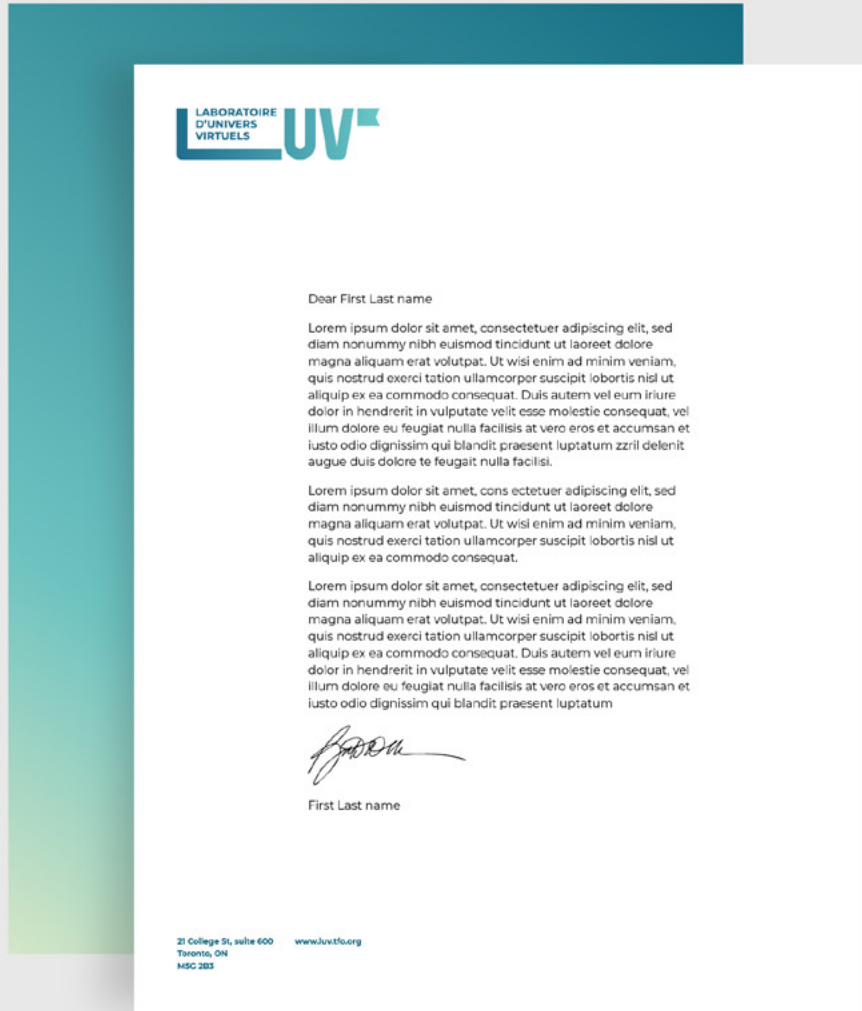 LABORATOIRE
D'UNIVERS
VIRTUELS
LUV
Dear First Last name
Lorem ipsum dolor sit amet, consectetuer adipiscing elit, sed
diam nonummy nibh euismod tincidunt ut laoreet dolore
magna aliquam erat volutpat. Ut wisi enim ad minim veniam,
quis nostrud exerci tation ullamcorper suscipit lobortis nisl ut
aliquip ex ea commodo consequat. Duis autem vel eum iriure
dolor in hendrerit in vulputate velit esse molestie consequat, vel
illum dolore eu feugiat nulla facilisis at vero eros et accumsan et
iusto odio dignissim qui blandit praesent luptatum zzril delenit
augue duis dolore te feugait nulla facilisi.
Lorem ipsum dolor sit amet, cons ectetuer adipiscing elit, sed
diam nonummy nibh euismod tincidunt ut laoreet dolore
magna aliquam erat volutpat. Ut wisi enim ad minim veniam,
quis nostrud exerci tation ullamcorper suscipit lobortis nisl ut
aliquip ex ea commodo consequat.
Lorem ipsum dolor sit amet, consectetuer adipiscing elit, sed
diam nonummy nibh euismod tincidunt ut laoreet dolore
magna aliquam erat volutpat. Ut wisi enim ad minim veniam,
quis nostrud exerci tation ullamcorper suscipit lobortis nisl ut
aliquip ex ea commodo consequat. Duis autem vel eum iriure
dolor in hendrerit in vulputate velit esse molestie consequat, vel
illum dolore eu feugiat nulla facilisis at vero eros et accumsan et
iusto odio dignissim qui blandit praesent luptatum
First Last name
21 College St, suite 600 www.luv.tfo.org
Toronto, ON
M5G 2B3